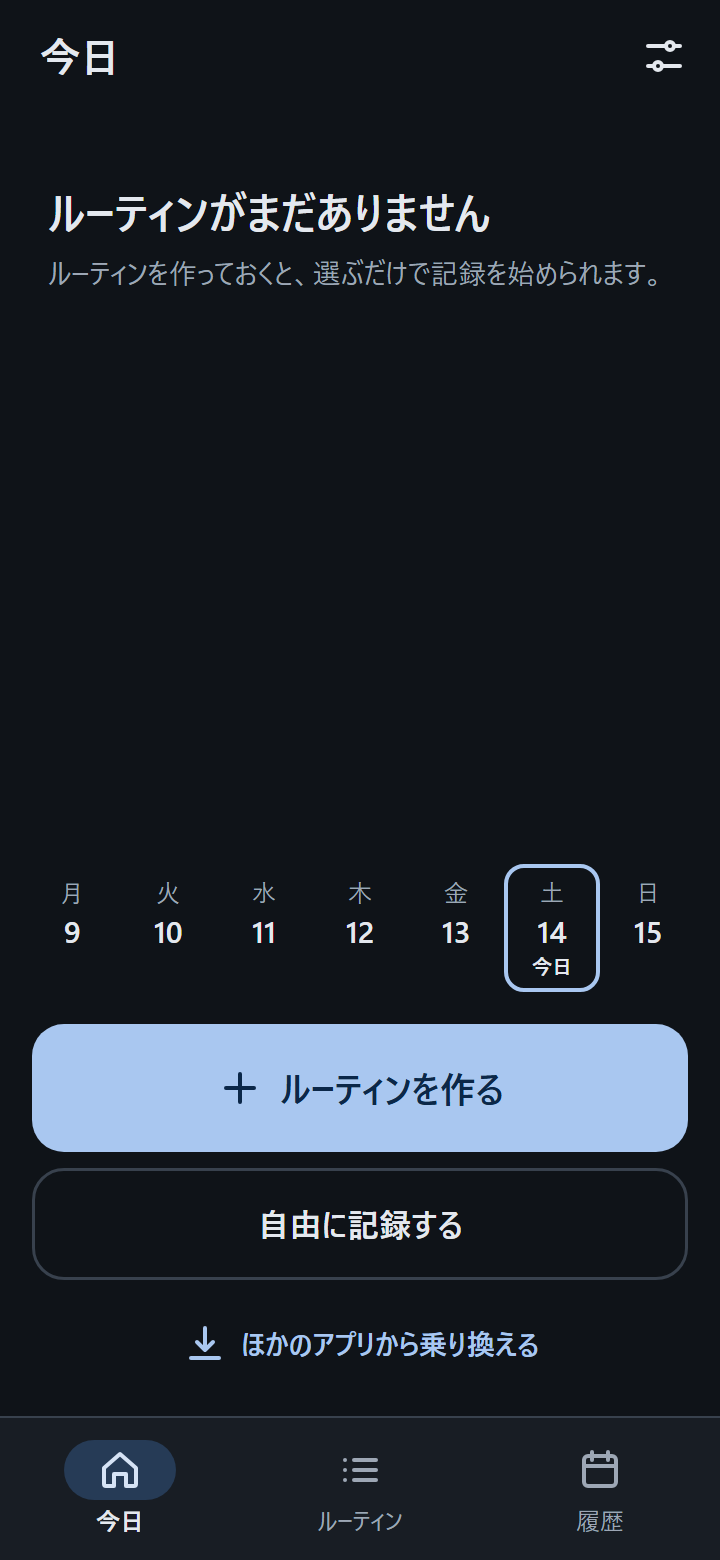 今日
ルーティンがまだありません
ルーティンを作っておくと、選ぶだけで記録を始められます。
月 火 水 木 金 土 日
9 10 11 12 13 14 15
今日
ルーティンを作る
自由に記録する
ほかのアプリから乗り換える
今日 ルーティン 履歴